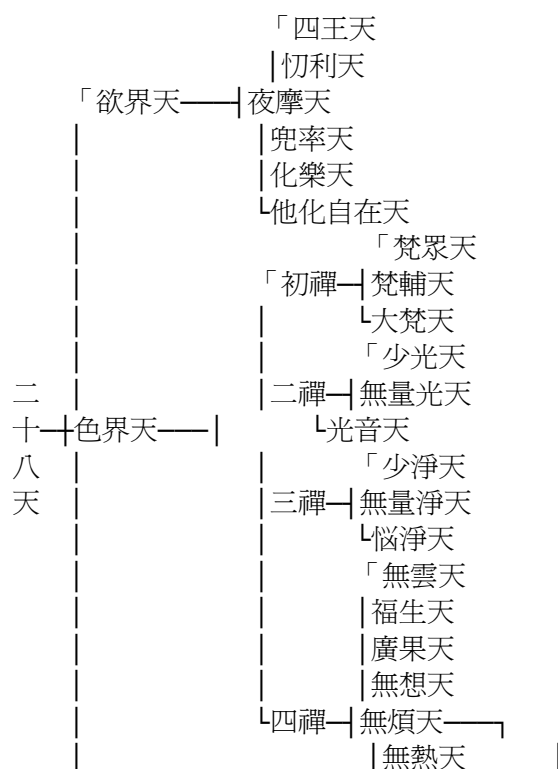 「四王天
│忉利天
「欲界天───┤夜摩天
│ │兜率天
│ │化樂天
│ └他化自在天
│ 「梵眾天
│ 「初禪─┤梵輔天
│ │ └大梵天
│ │ 「少光天
二│ │二禪─┤無量光天
十─┼色界天───│ └光音天
八│ 「少淨天
天│ │三禪─┤無量淨天
│ │ └悩淨天
│ │ 「無雲天
│ │ │福生天
│ │ │廣果天
│ │ │無想天
│ └四禪─┤無煩天───┐
│ │無熱天 │